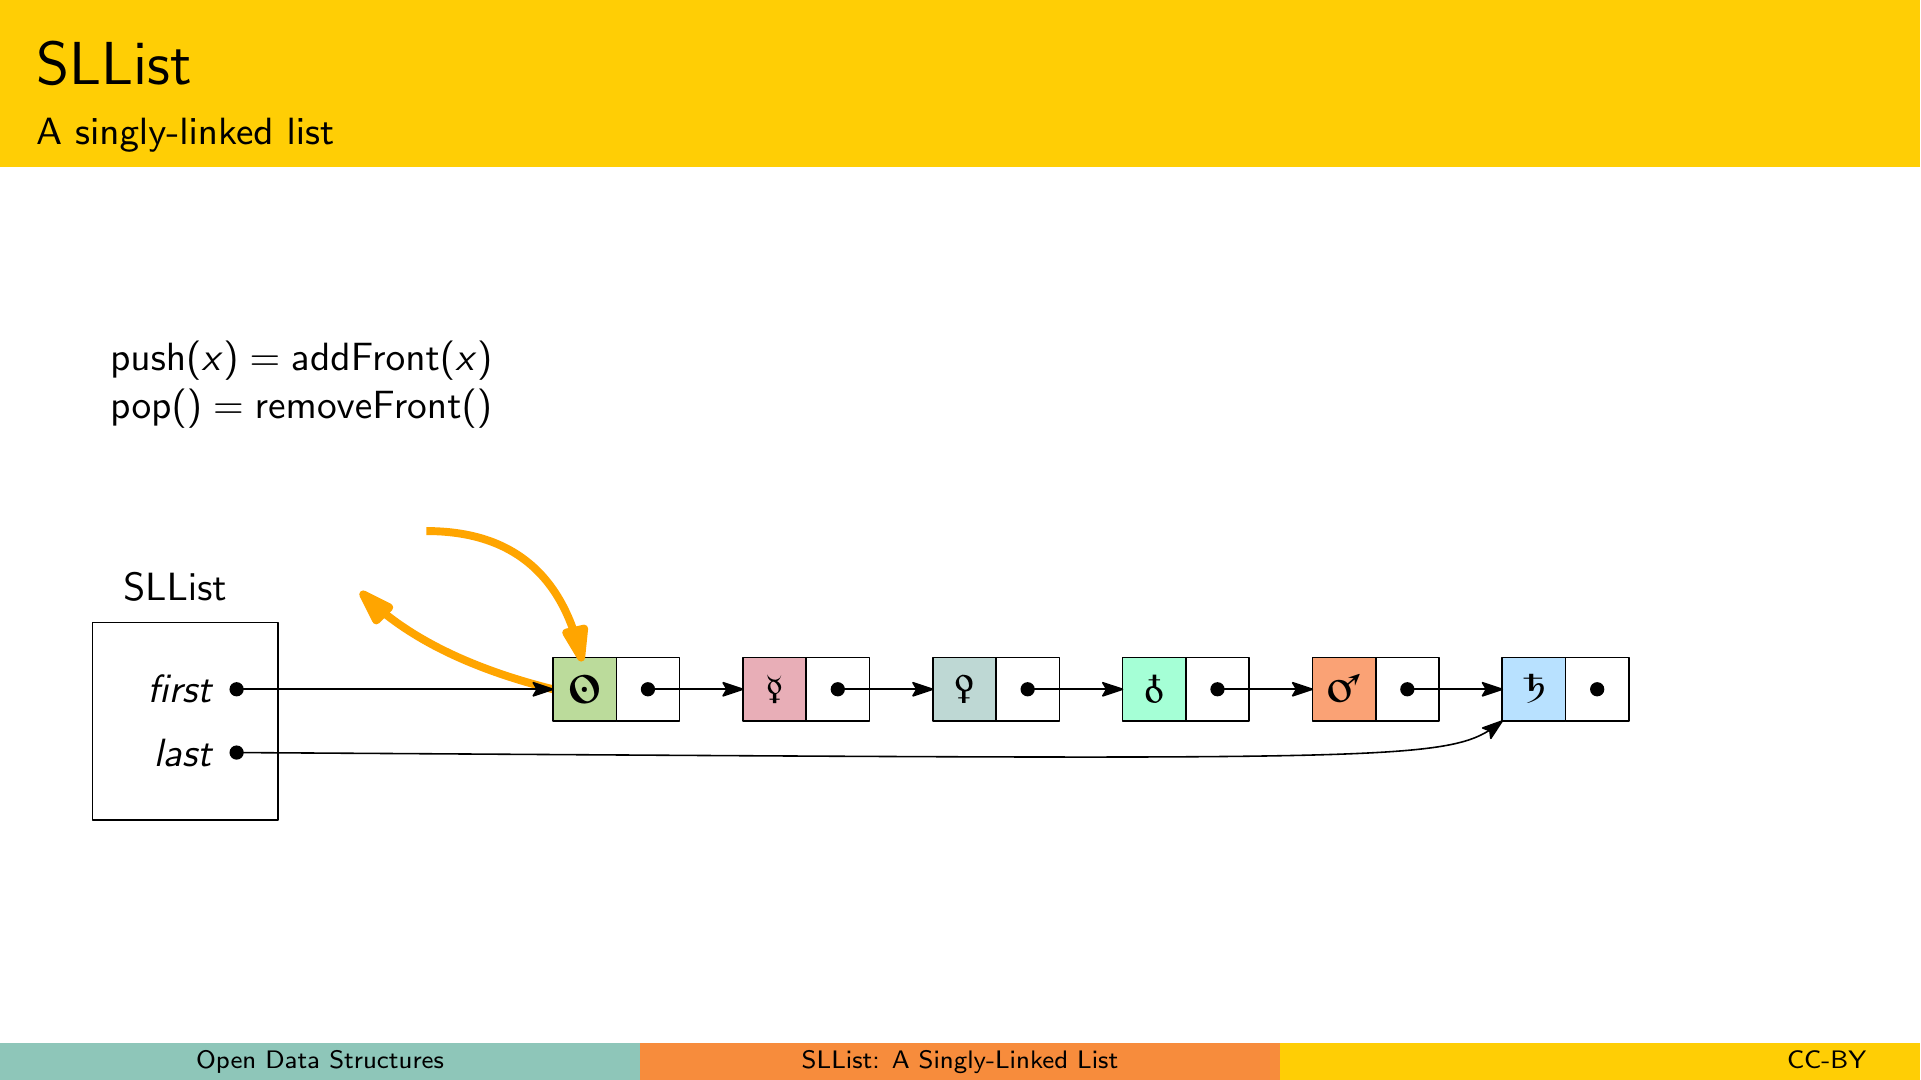 SLList
A singly-linked list
push(x) = addFront(x)
pop() = removeFront()
SLList
first
☉ ☿ ♀ ♁ ♂ ♄
last
Open Data Structures
SLList: A Singly-Linked List
CC-BY